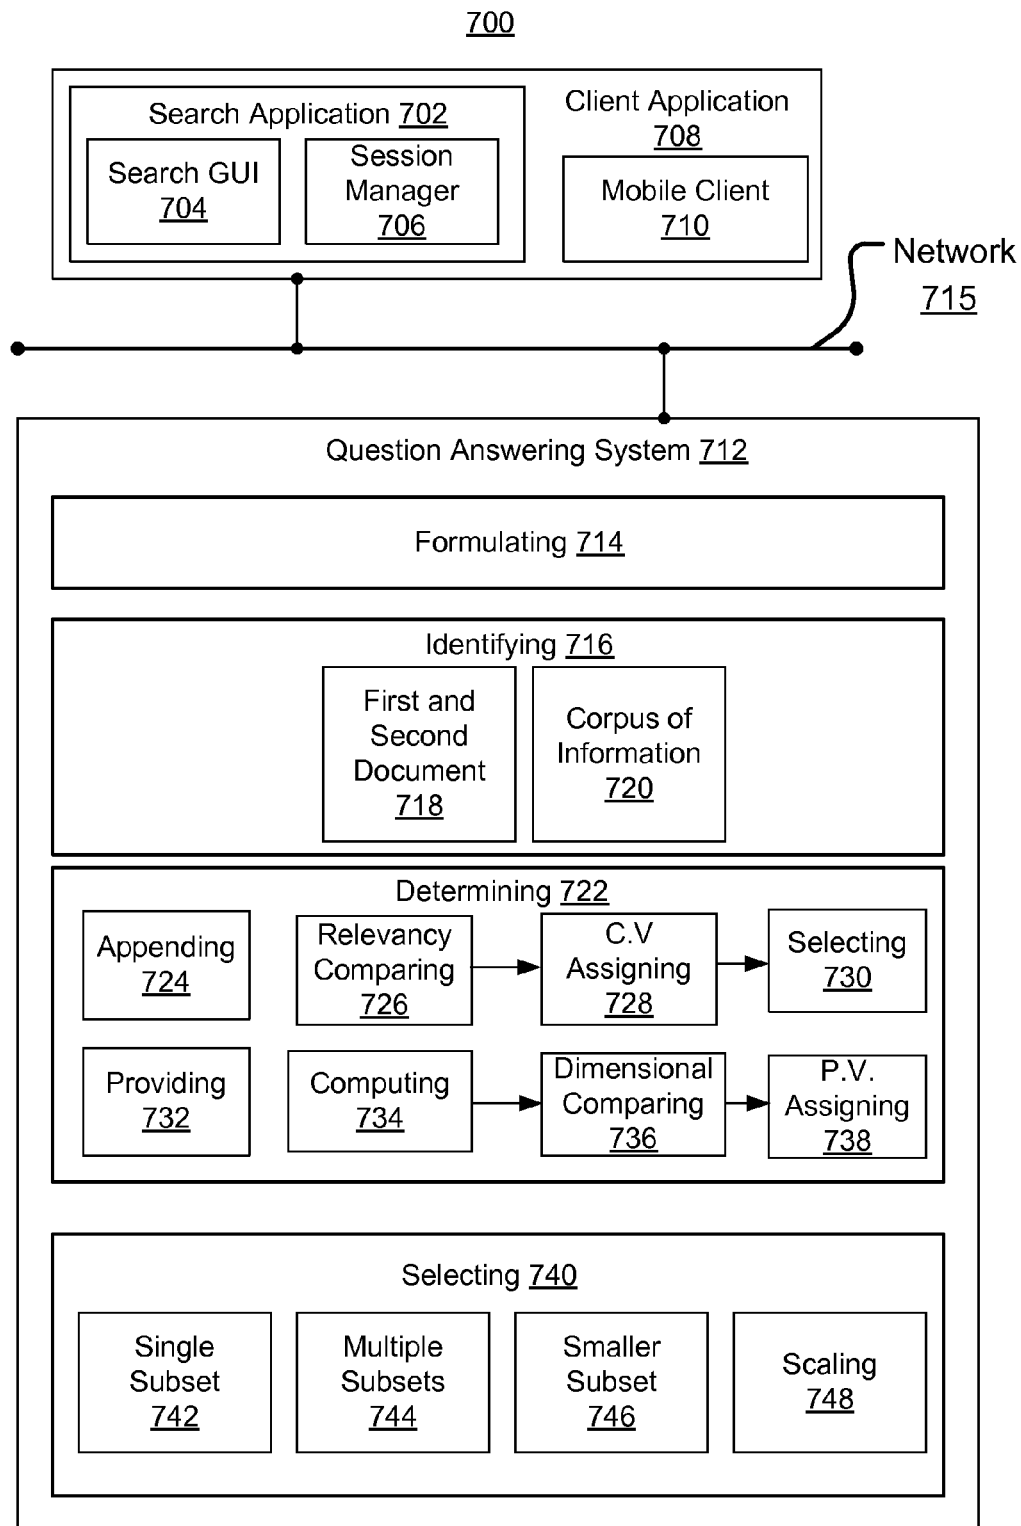 700
Search Application 702
Client Application
708
Search GUI
704
Session
Manager
706
Mobile Client
710
Network
715
Question Answering System 712
Formulating 714
Identifying 716
First and
Second
Document
718
Corpus of
Information
720
Determining 722
Appending
724
Relevancy
Comparing
726
C.V
Assigning
728
Selecting
730
Providing
732
Computing
734
Dimensional
Comparing
736
P.V.
Assigning
738
Selecting 740
Single
Subset
742
Multiple
Subsets
744
Smaller
Subset
746
Scaling
748